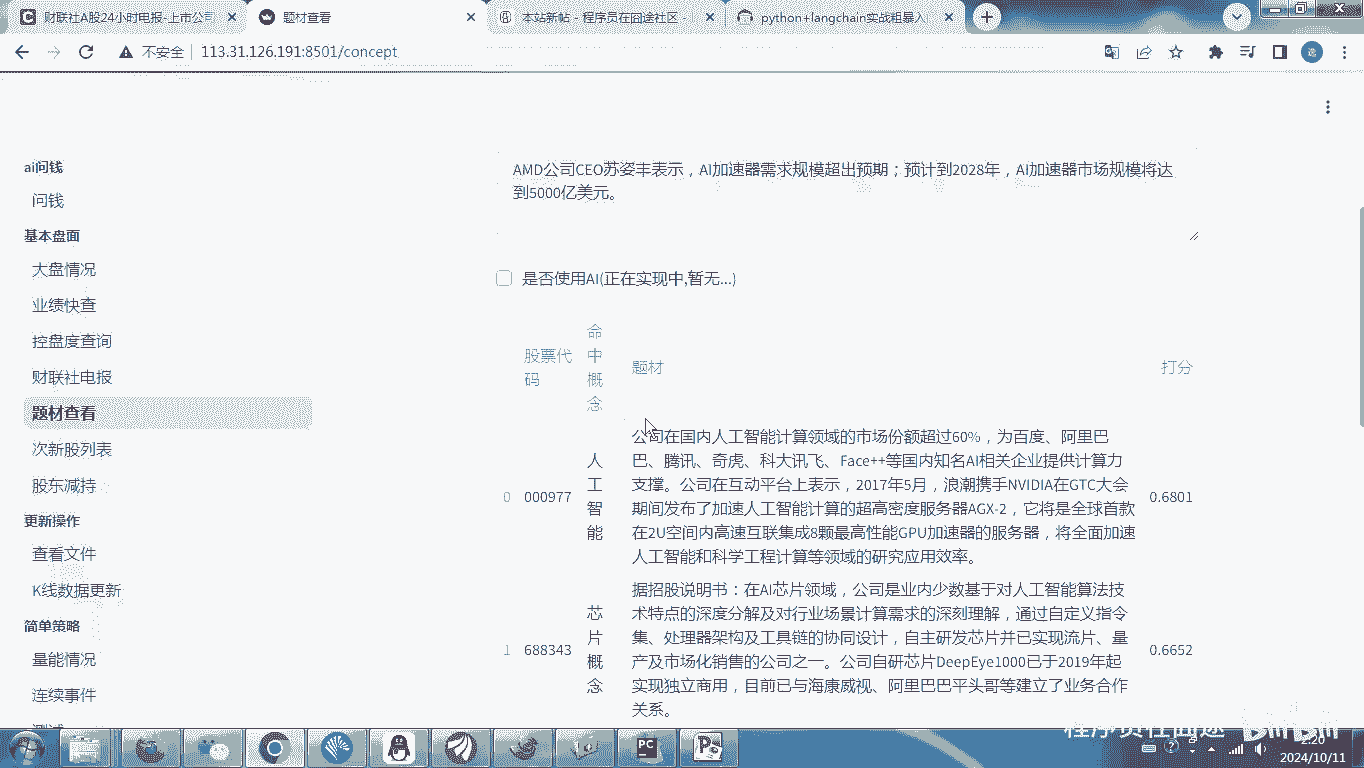 财联社A股24小时电报-上市公司
题材查看
本站新帖 - 程序员在囧途社区 -
python+langchain实战粗暴入
不安全
113.31.126.191:8501/concept
ai问钱
问钱
基本盘面
大盘情况
业绩快查
控盘度查询
财联社电报
题材查看
次新股列表
股东减持
更新操作
查看文件
K线数据更新
简单策略
量能情况
连续事件
AMD公司CEO苏姿丰表示，AI加速器需求规模超出预期；预计到2028年，AI加速器市场规模将达
到5000亿美元。
是否使用AI(正在实现中,暂无...)
股票代
码
命
中
概
念
题材
打分
0
000977
人
工
智
能
公司在国内人工智能计算领域的市场份额超过60%，为百度、阿里巴
巴、腾讯、奇虎、科大讯飞、Face++等国内知名AI相关企业提供计算力
支撑。公司在互动平台上表示，2017年5月，浪潮携手NVIDIA在GTC大会
期间发布了加速人工智能计算的超高密度服务器AGX-2，它将是全球首款
在2U空间内高速互联集成8颗最高性能GPU加速器的服务器，将全面加速
人工智能和科学工程计算等领域的研究应用效率。
0.6801
1
688343
芯
片
概
念
据招股说明书：在AI芯片领域，公司是业内少数基于对人工智能算法技
术特点的深度分解及对行业场景计算需求的深刻理解，通过自定义指令
集、处理器架构及工具链的协同设计，自主研发芯片并已实现流片、量
产及市场化销售的公司之一。公司自研芯片DeepEye1000已于2019年起
实现独立商用，目前已与海康威视、阿里巴巴平头哥等建立了业务合作
关系。
0.6652
程序员在囧途
bilibili
2:20
2024/10/11